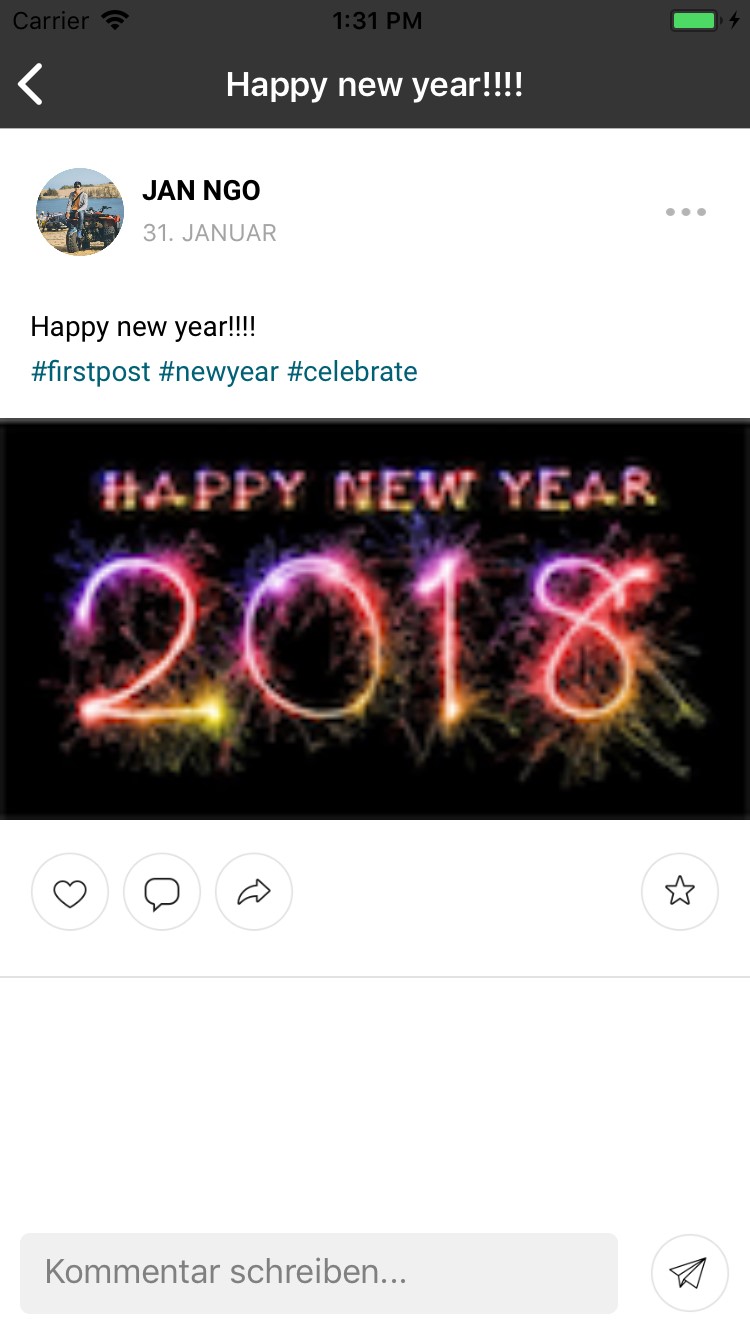 Carrier 1:31 PM
Happy new year!!!!
JAN NGO
31. JANUAR
Happy new year!!!!
#firstpost #newyear #celebrate
HAPPY NEW YEAR
2018
Kommentar schreiben...